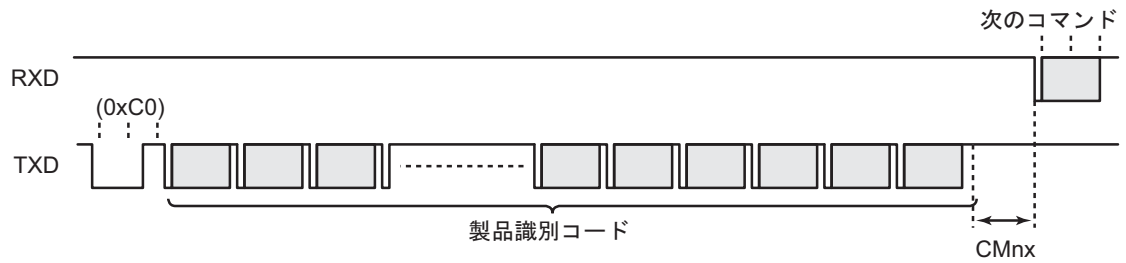 次のコマンド
RXD
(0xC0)
TXD
製品識別コード
CMnx